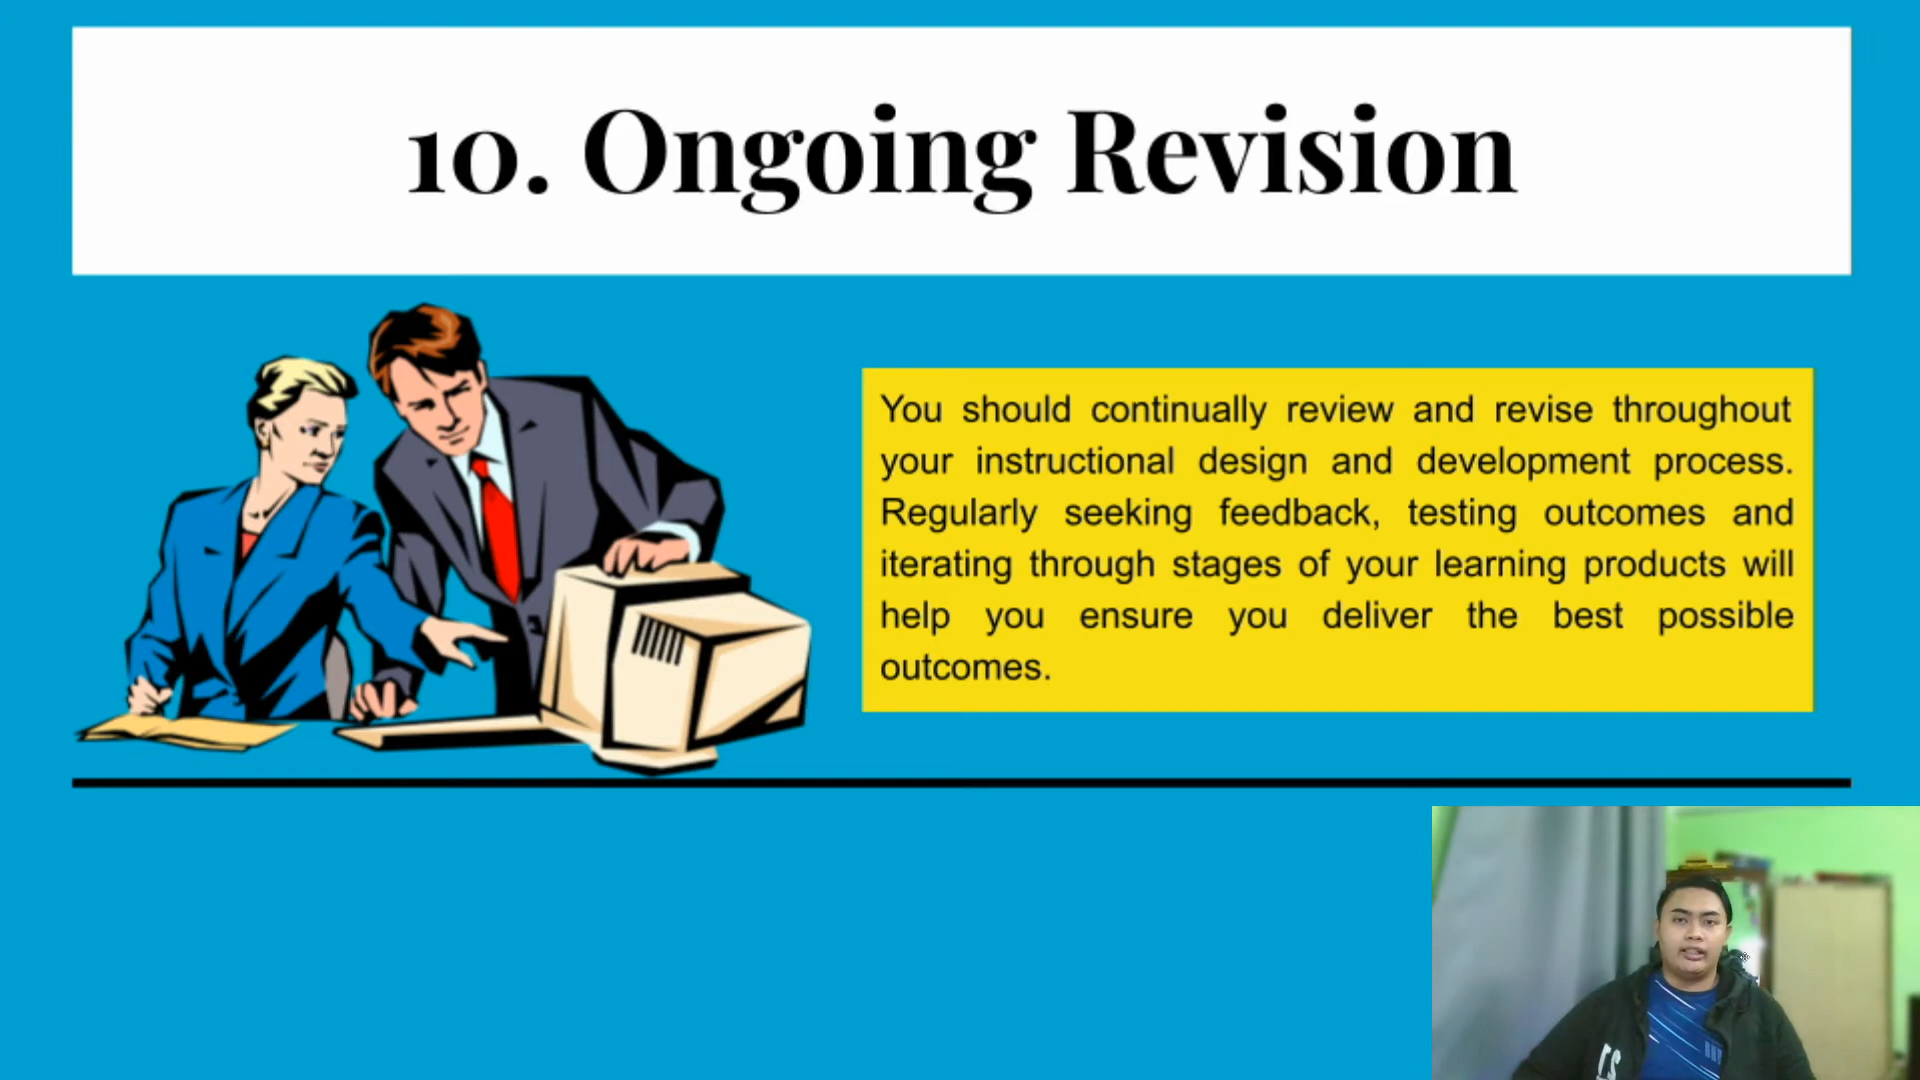 10. Ongoing Revision
You should continually review and revise throughout
your instructional design and development process.
Regularly seeking feedback, testing outcomes and
iterating through stages of your learning products will
help you ensure you deliver the best possible
outcomes.